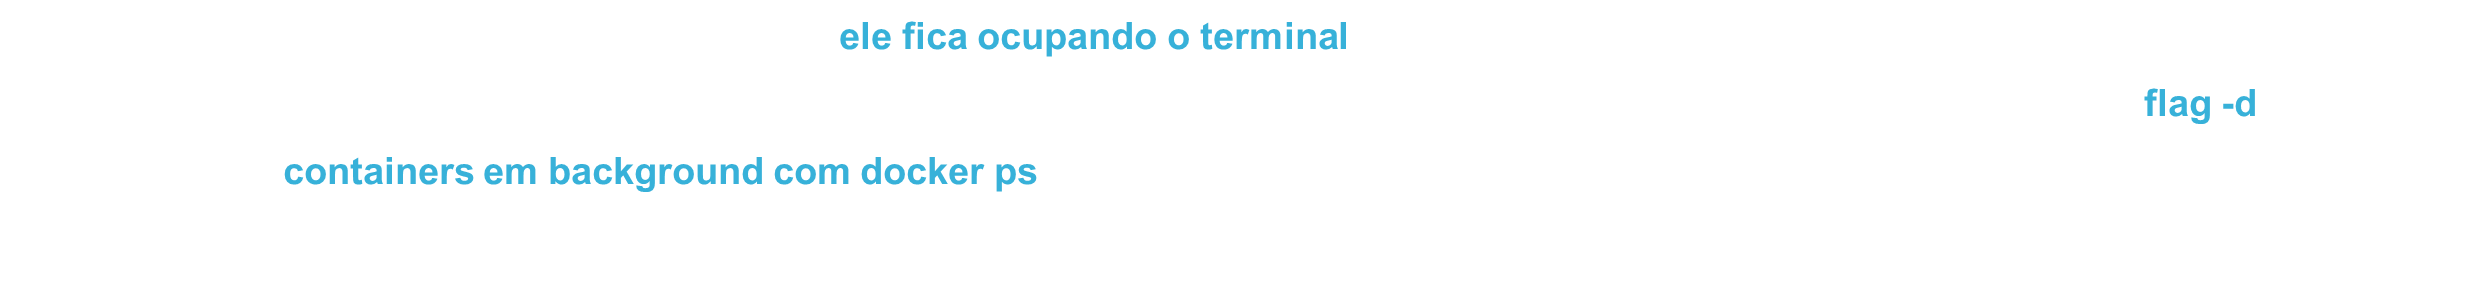 ele fica ocupando o terminal
flag -d
containers em background com docker ps